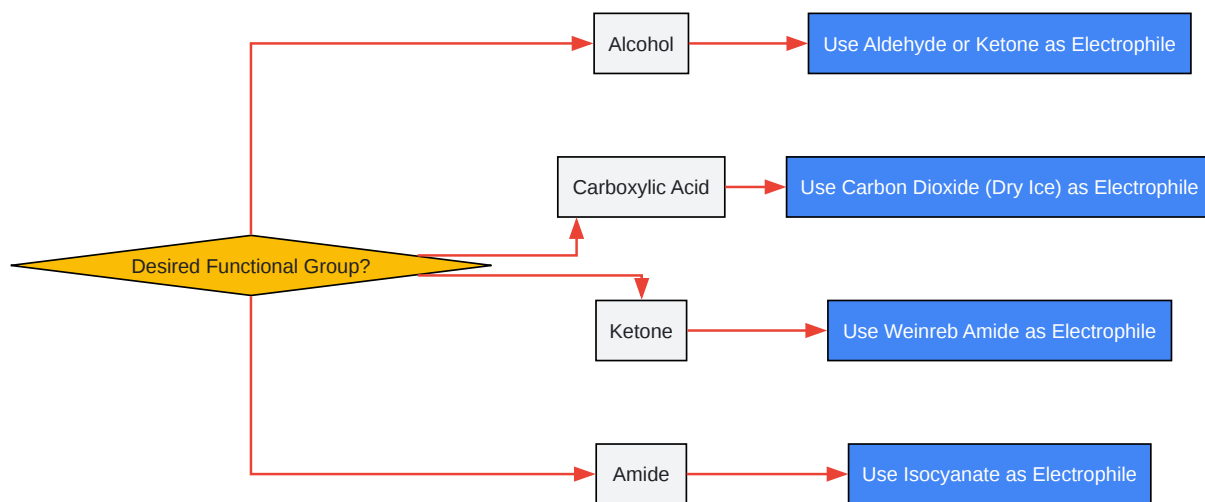 Alcohol
Use Aldehyde or Ketone as Electrophile
Carboxylic Acid
Use Carbon Dioxide (Dry Ice) as Electrophile
Desired Functional Group?
Ketone
Use Weinreb Amide as Electrophile
Amide
Use Isocyanate as Electrophile